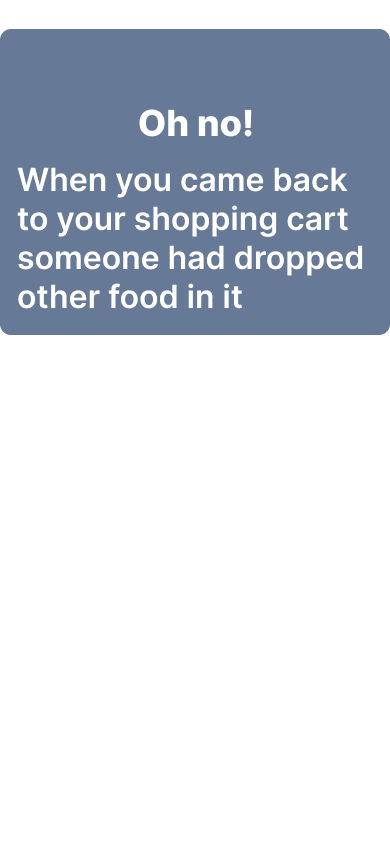 Oh no!
When you came back
to your shopping cart
someone had dropped
other food in it